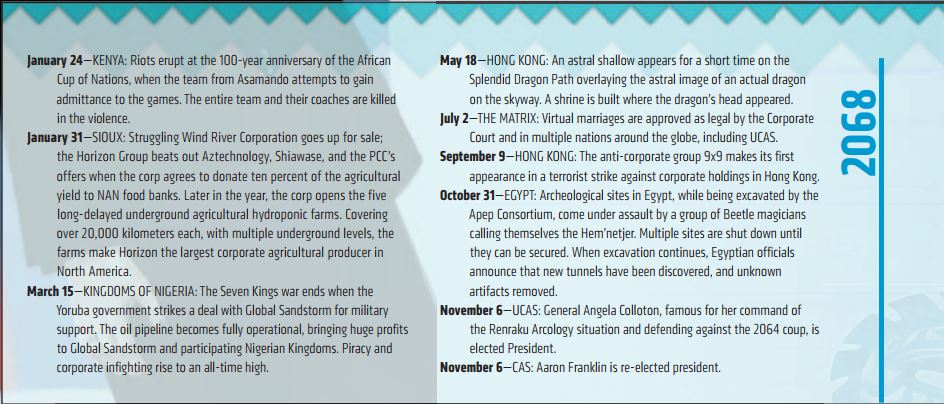 January 24—KENYA: Riots erupt at the 100-year anniversary of the African
Cup of Nations, when the team from Asamando attempts to gain
admittance to the games. The entire team and their coaches are killed
in the violence.
January 31—SIOUX: Struggling Wind River Corporation goes up for sale;
the Horizon Group beats out Aztechnology, Shiawase, and the PCC's
offers when the corp agrees to donate ten percent of the agricultural
yield to NAN food banks. Later in the year, the corp opens the five
long-delayed underground agricultural hydroponic farms. Covering
over 20,000 kilometers each, with multiple underground levels, the
farms make Horizon the largest corporate agricultural producer in
North America.
March 15—KINGDOMS OF NIGERIA: The Seven Kings war ends when the
Yoruba government strikes a deal with Global Sandstorm for military
support. The oil pipeline becomes fully operational, bringing huge profits
to Global Sandstorm and participating Nigerian Kingdoms. Piracy and
corporate infighting rise to an all-time high.
May 18—HONG KONG: An astral shallow appears for a short time on the
Splendid Dragon Path overlaying the astral image of an actual dragon
on the skyway. A shrine is built where the dragon's head appeared.
July 2—THE MATRIX: Virtual marriages are approved as legal by the Corporate
Court and in multiple nations around the globe, including UCAS.
September 9—HONG KONG: The anti-corporate group 9x9 makes its first
appearance in a terrorist strike against corporate holdings in Hong Kong.
October 31—EGYPT: Archeological sites in Egypt, while being excavated by the
Apep Consortium, come under assault by a group of Beetle magicians
calling themselves the Hem'netjer. Multiple sites are shut down until
they can be secured. When excavation continues, Egyptian officials
announce that new tunnels have been discovered, and unknown
artifacts removed.
November 6—UCAS: General Angela Colloton, famous for her command of
the Renraku Arcology situation and defending against the 2064 coup, is
elected President.
November 6—CAS: Aaron Franklin is re-elected president.
2068